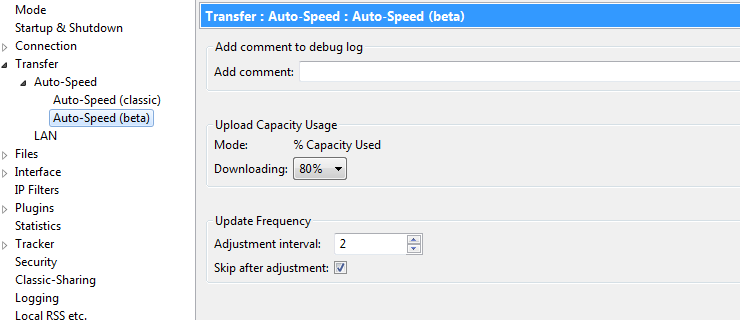 Mode
Startup & Shutdown
Connection
Transfer
Auto-Speed
Auto-Speed (classic)
Auto-Speed (beta)
LAN
Files
Interface
IP Filters
Plugins
Statistics
Tracker
Security
Classic-Sharing
Logging
Local RSS etc.
Transfer : Auto-Speed : Auto-Speed (beta)
Add comment to debug log
Add comment:
Upload Capacity Usage
Mode: % Capacity Used
Downloading: 80%
Update Frequency
Adjustment interval: 2
Skip after adjustment: